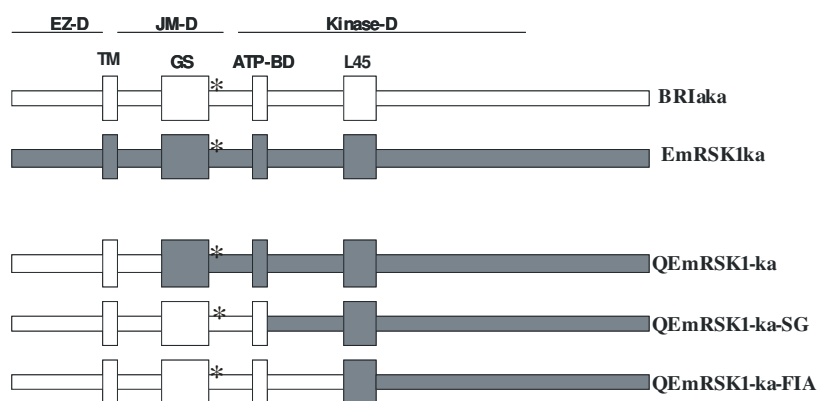 EZ-D JM-D Kinase-D
TM GS ATP-BD L45
* BRIaka
* EmRSK1ka
* QEmRSK1-ka
* QEmRSK1-ka-SG
* QEmRSK1-ka-FIA